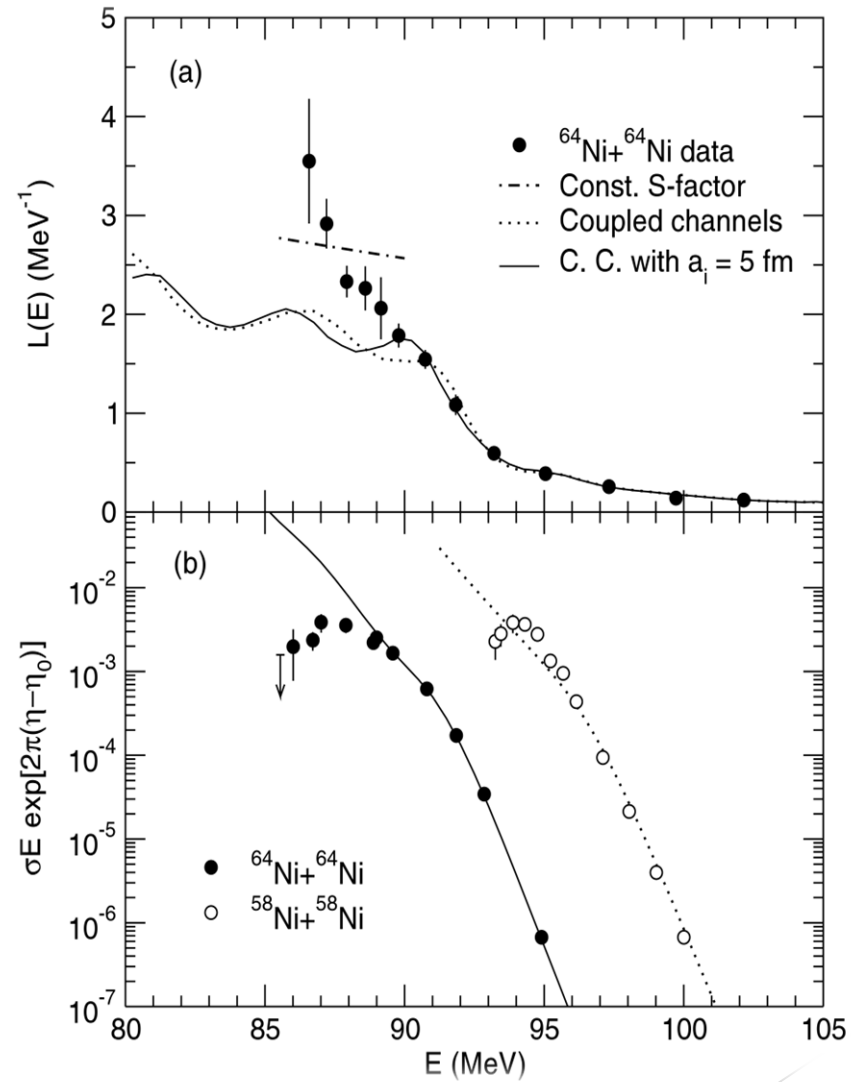 5
(a)
4
⁶⁴Ni+⁶⁴Ni data
Const. S-factor
3
Coupled channels
C. C. with aᵢ = 5 fm
L(E) (MeV⁻¹)
2
1
0
(b)
10⁻²
10⁻³
σE exp[2π(η−η₀)]
10⁻⁴
10⁻⁵
⁶⁴Ni+⁶⁴Ni
⁵⁸Ni+⁵⁸Ni
10⁻⁶
10⁻⁷
80 85 90 95 100 105
E (MeV)